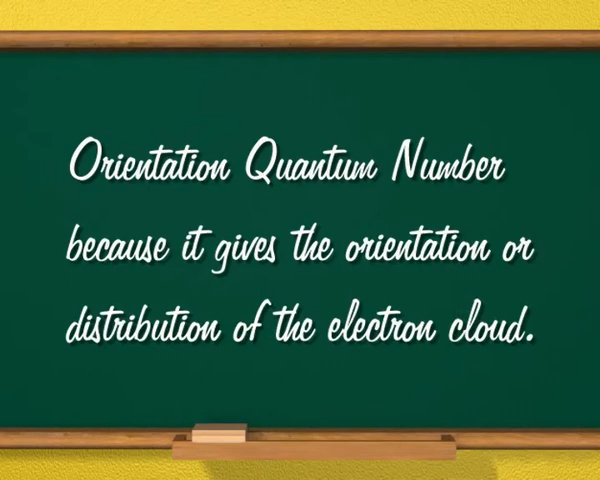 Orientation Quantum Number
because it gives the orientation or
distribution of the electron cloud.